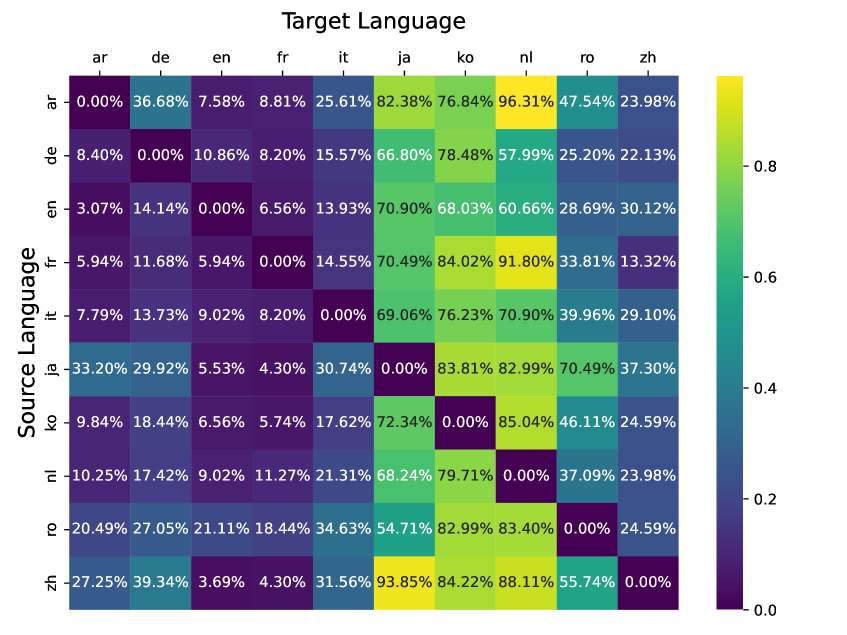 Target Language
ar de en fr it ja ko nl ro zh
Source Language
ar 0.00% 36.68% 7.58% 8.81% 25.61% 82.38% 76.84% 96.31% 47.54% 23.98%
de 8.40% 0.00% 10.86% 8.20% 15.57% 66.80% 78.48% 57.99% 25.20% 22.13%
en 3.07% 14.14% 0.00% 6.56% 13.93% 70.90% 68.03% 60.66% 28.69% 30.12%
fr 5.94% 11.68% 5.94% 0.00% 14.55% 70.49% 84.02% 91.80% 33.81% 13.32%
it 7.79% 13.73% 9.02% 8.20% 0.00% 69.06% 76.23% 70.90% 39.96% 29.10%
ja 33.20% 29.92% 5.53% 4.30% 30.74% 0.00% 83.81% 82.99% 70.49% 37.30%
ko 9.84% 18.44% 6.56% 5.74% 17.62% 72.34% 0.00% 85.04% 46.11% 24.59%
nl 10.25% 17.42% 9.02% 11.27% 21.31% 68.24% 79.71% 0.00% 37.09% 23.98%
ro 20.49% 27.05% 21.11% 18.44% 34.63% 54.71% 82.99% 83.40% 0.00% 24.59%
zh 27.25% 39.34% 3.69% 4.30% 31.56% 93.85% 84.22% 88.11% 55.74% 0.00%
0.8
0.6
0.4
0.2
0.0